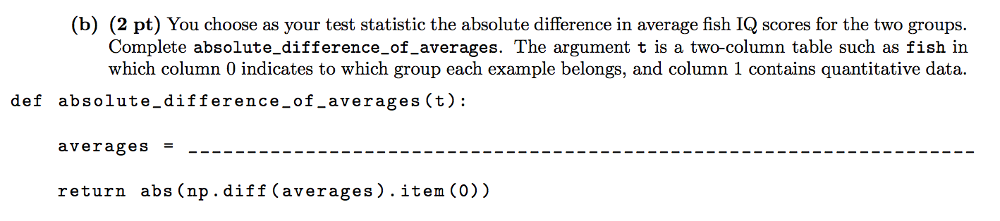 (b) (2 pt) You choose as your test statistic the absolute difference in average fish IQ scores for the two groups.
Complete absolute_difference_of_averages. The argument t is a two-column table such as fish in
which column 0 indicates to which group each example belongs, and column 1 contains quantitative data.
def absolute_difference_of_averages(t):
averages = ___________________________________________________________________
return abs(np.diff(averages).item(0))